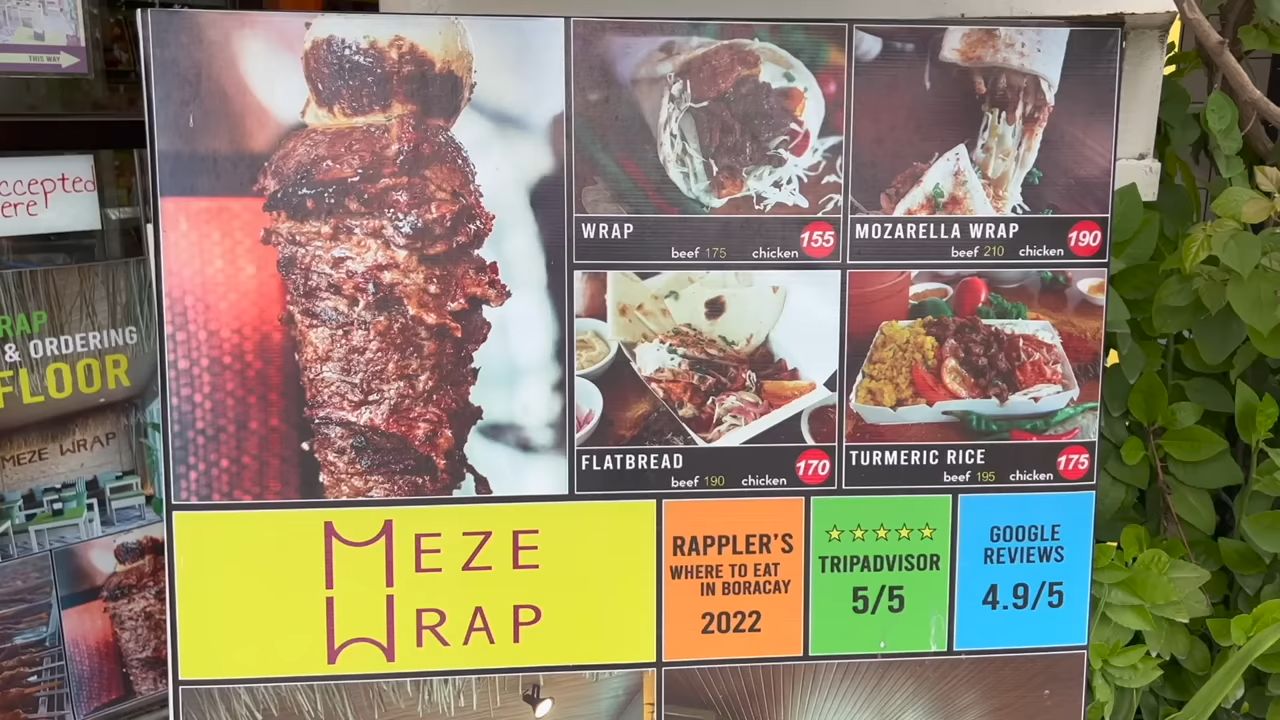 THIS WAY
ccepted
ere
RAP
& ORDERING
FLOOR
MEZE WRAP
WRAP
beef 175 chicken 155
MOZARELLA WRAP
beef 210 chicken 190
FLATBREAD
beef 190 chicken 170
TURMERIC RICE
beef 195 chicken 175
MEZE
WRAP
RAPPLER'S
WHERE TO EAT
IN BORACAY
2022
TRIPADVISOR
5/5
GOOGLE
REVIEWS
4.9/5